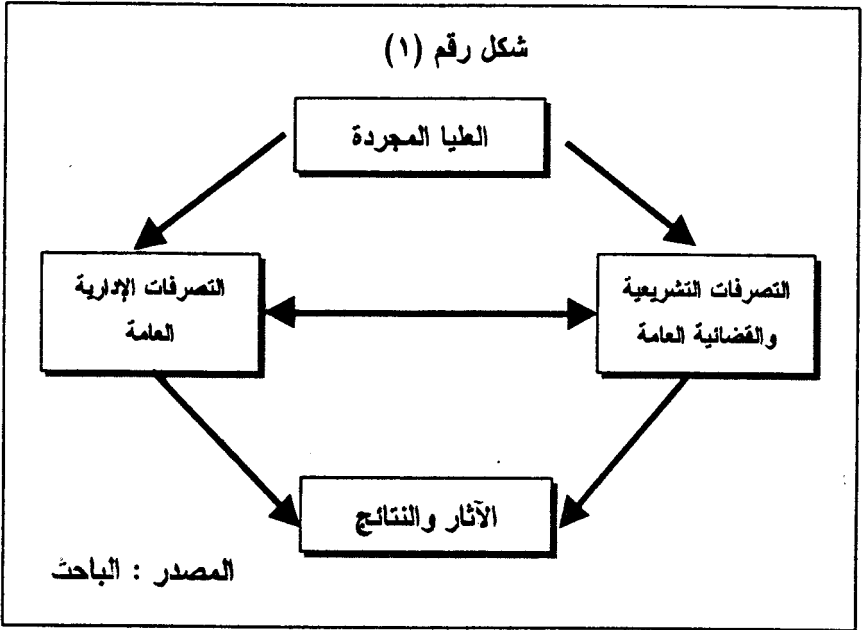 شكل رقم (١)
العليا المجردة
التصرفات التشريعية
والقضائية العامة
التصرفات الإدارية
العامة
الآثار والنتائج
المصدر : الباحث